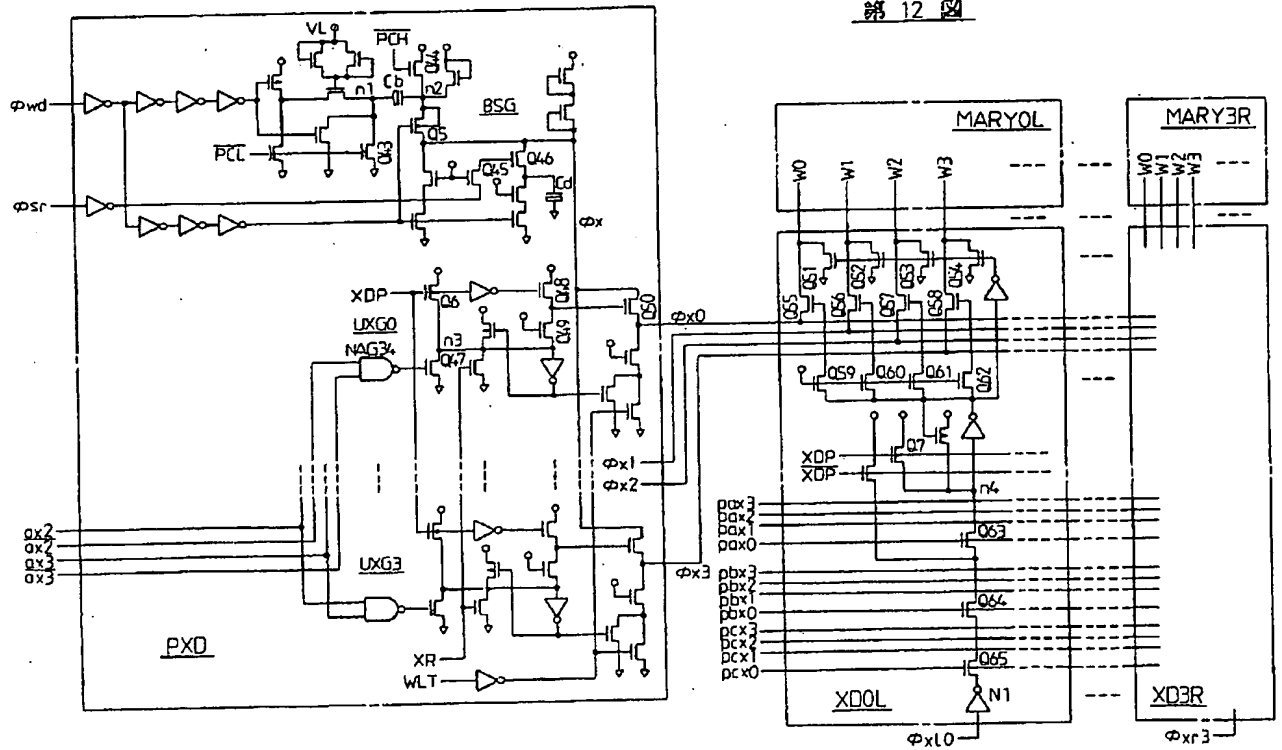 第 12 図
VL
PCH
Q44
n1
Cb
n2
BSG
φwd
Q5
PCL
Q43
Q46
Q45
Cd
φsr
φx
XDP
Q6
Q48
Q50
φx0
UXG0
n3
Q49
NAG34
Q47
φx1
φx2
ax2
ax2
ax3
ax3
UXG3
φx3
PXD
XR
WLT
MARY0L
MARY3R
W0
W1
W2
W3
W0
W1
W2
W3
Q51
Q52
Q53
Q54
Q55
Q56
Q57
Q58
Q59
Q60
Q61
Q62
Q7
XDP
XDP
n4
pax3
pax2
pax1
pax0
Q63
pbx3
pbx2
pbx1
pbx0
Q64
pcx3
pcx2
pcx1
pcx0
Q65
N1
XD0L
XD3R
φxl0
φxr3